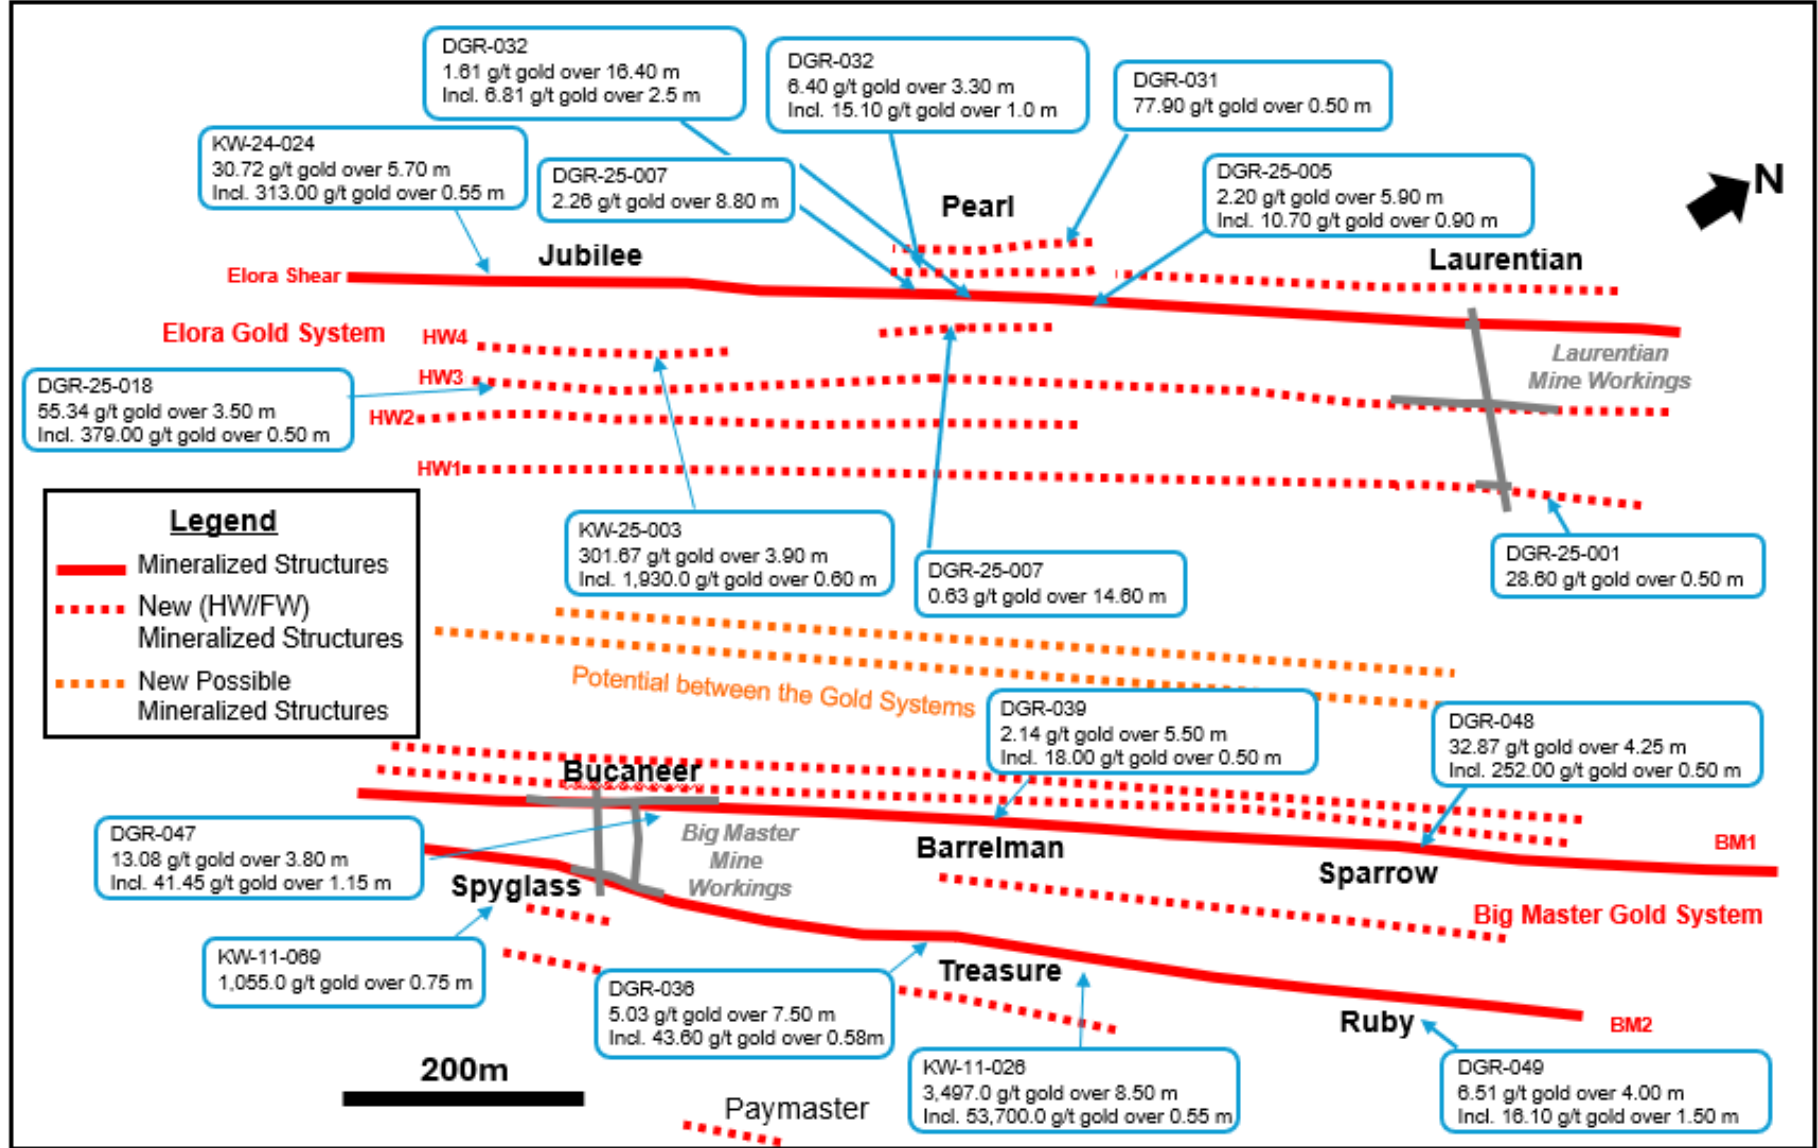 DGR-032
1.61 g/t gold over 16.40 m
Incl. 6.81 g/t gold over 2.5 m
DGR-032
6.40 g/t gold over 3.30 m
Incl. 15.10 g/t gold over 1.0 m
DGR-031
77.90 g/t gold over 0.50 m
KW-24-024
30.72 g/t gold over 5.70 m
Incl. 313.00 g/t gold over 0.55 m
DGR-25-007
2.26 g/t gold over 8.80 m
DGR-25-005
2.20 g/t gold over 5.90 m
Incl. 10.70 g/t gold over 0.90 m
N
Pearl
Jubilee
Laurentian
Elora Shear
Elora Gold System
HW4
HW3
HW2
HW1
Laurentian
Mine Workings
DGR-25-018
55.34 g/t gold over 3.50 m
Incl. 379.00 g/t gold over 0.50 m
Legend
Mineralized Structures
New (HW/FW)
Mineralized Structures
New Possible
Mineralized Structures
KW-25-003
301.67 g/t gold over 3.90 m
Incl. 1,930.0 g/t gold over 0.60 m
DGR-25-007
0.63 g/t gold over 14.60 m
DGR-25-001
28.60 g/t gold over 0.50 m
Potential between the Gold Systems
DGR-039
2.14 g/t gold over 5.50 m
Incl. 18.00 g/t gold over 0.50 m
DGR-048
32.87 g/t gold over 4.25 m
Incl. 252.00 g/t gold over 0.50 m
Bucaneer
DGR-047
13.08 g/t gold over 3.80 m
Incl. 41.45 g/t gold over 1.15 m
Big Master
Mine
Workings
Barrelman
Sparrow
BM1
Spyglass
Big Master Gold System
KW-11-069
1,055.0 g/t gold over 0.75 m
DGR-036
5.03 g/t gold over 7.50 m
Incl. 43.60 g/t gold over 0.58m
Treasure
Ruby
BM2
200m
KW-11-026
3,497.0 g/t gold over 8.50 m
Incl. 53,700.0 g/t gold over 0.55 m
DGR-049
6.51 g/t gold over 4.00 m
Incl. 16.10 g/t gold over 1.50 m
Paymaster